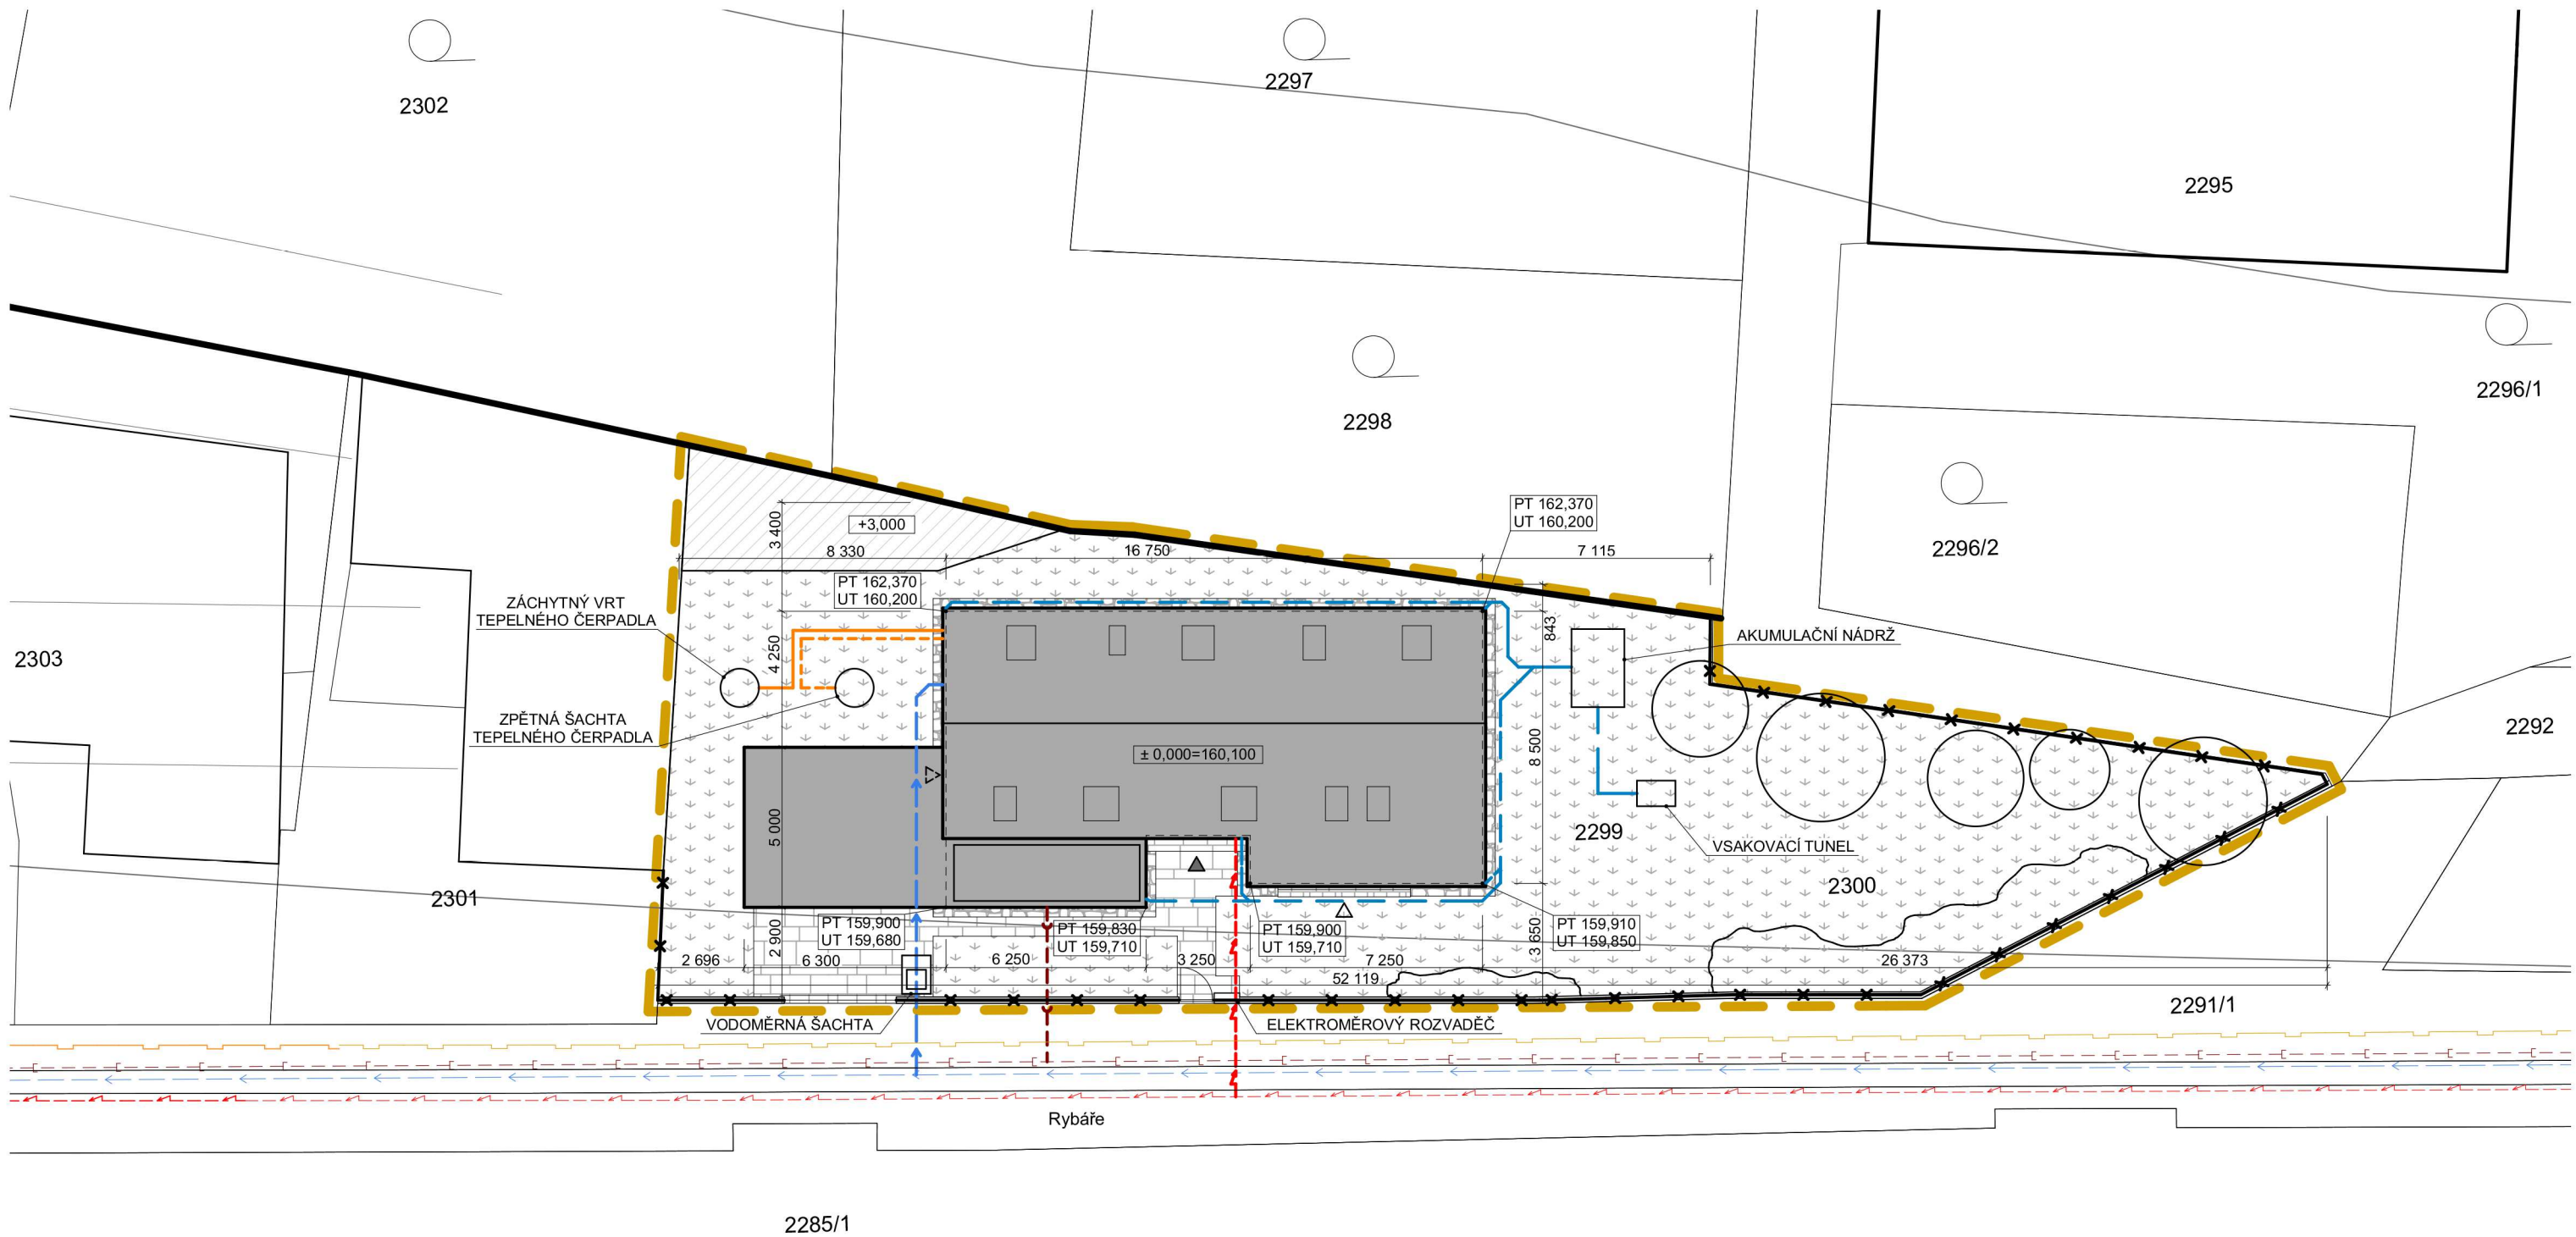 2297
2302
2295
2296/1
2298
PT 162,370
UT 160,200
+3,000
3 400
8 330
16 750
7 115
2296/2
PT 162,370
UT 160,200
ZÁCHYTNÝ VRT
TEPELNÉHO ČERPADLA
843
AKUMULAČNÍ NÁDRŽ
4 250
2303
ZPĚTNÁ ŠACHTA
TEPELNÉHO ČERPADLA
2292
± 0,000=160,100
8 500
5 000
2299
VSAKOVACÍ TUNEL
2300
2301
PT 159,900
UT 159,680
PT 159,830
UT 159,710
PT 159,900
UT 159,710
PT 159,910
UT 159,850
2 900
3 650
2 696
6 300
6 250
3 250
7 250
26 373
52 119
2291/1
VODOMĚRNÁ ŠACHTA
ELEKTROMĚROVÝ ROZVADĚČ
Rybáře
2285/1